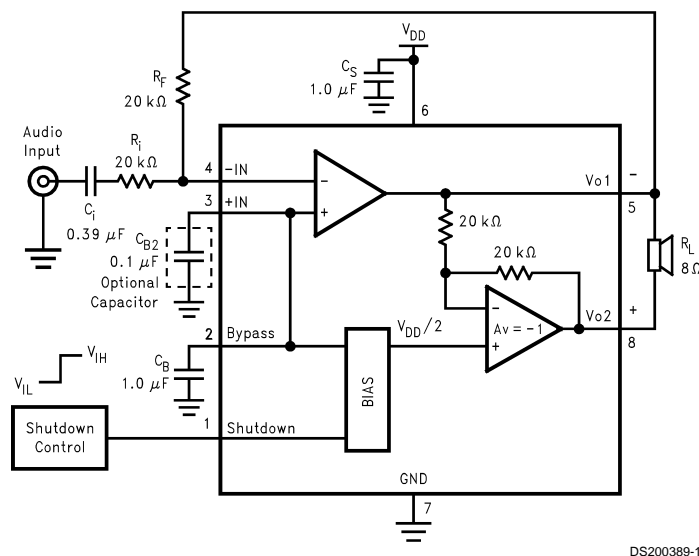 V_DD
C_S
1.0 µF
6
R_F
20 kΩ
Audio
Input
R_i
20 kΩ
C_i
0.39 µF
4
-IN
3
+IN
-
+
Vo1
-
5
20 kΩ
20 kΩ
R_L
8Ω
C_B2
0.1 µF
Optional
Capacitor
-
+
Av = -1
Vo2
+
8
2
Bypass
V_DD/2
BIAS
C_B
1.0 µF
V_IH
V_IL
1
Shutdown
Shutdown
Control
GND
7
DS200389-1